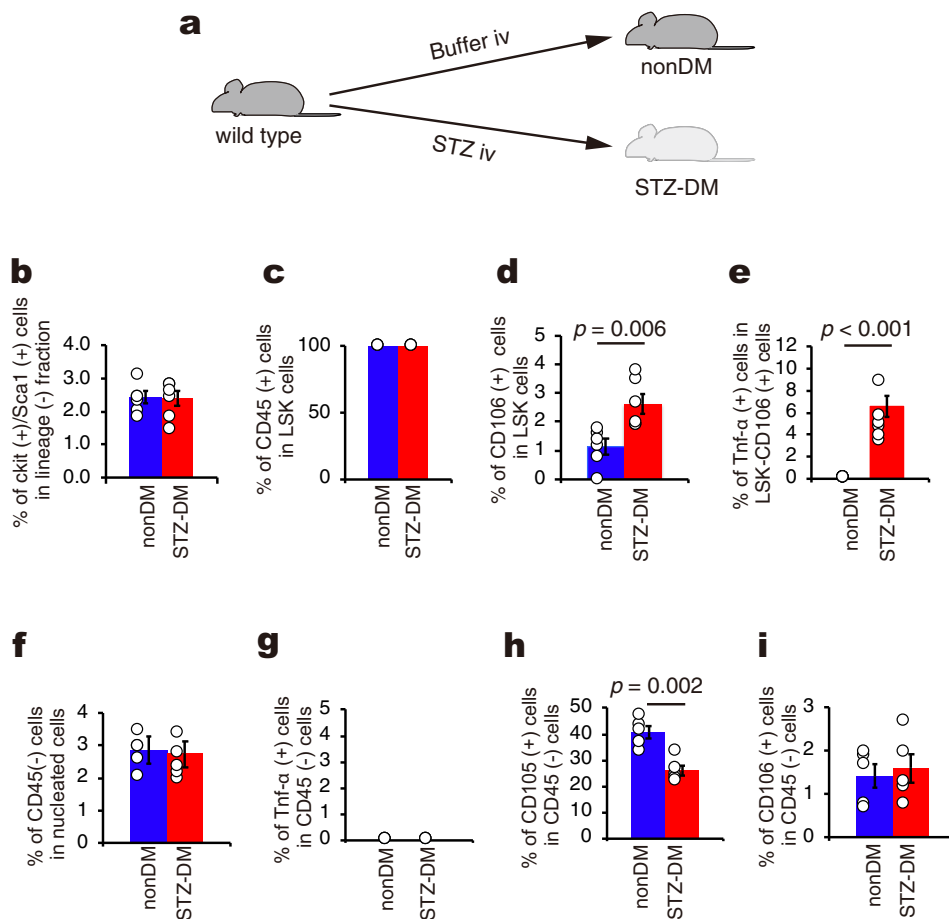 a
Buffer iv
nonDM
wild type
STZ iv
STZ-DM
b
% of ckit (+)/Sca1 (+) cells
in lineage (-) fraction
4.0
3.0
2.0
1.0
0.0
nonDM
STZ-DM
c
% of CD45 (+) cells
in LSK cells
100
50
0
nonDM
STZ-DM
d
p = 0.006
% of CD106 (+) cells
in LSK cells
5
4
3
2
1
0
nonDM
STZ-DM
e
p < 0.001
% of Tnf-α (+) cells in
LSK-CD106 (+) cells
12
10
8
6
4
2
0
nonDM
STZ-DM
f
% of CD45(-) cells
in nucleated cells
4
3
2
1
0
nonDM
STZ-DM
g
% of Tnf-α (+) cells
in CD45 (-) cells
5
4
3
2
1
0
nonDM
STZ-DM
h
p = 0.002
% of CD105 (+) cells
in CD45 (-) cells
50
40
30
20
10
0
nonDM
STZ-DM
i
% of CD106 (+) cells
in CD45 (-) cells
3
2
1
0
nonDM
STZ-DM